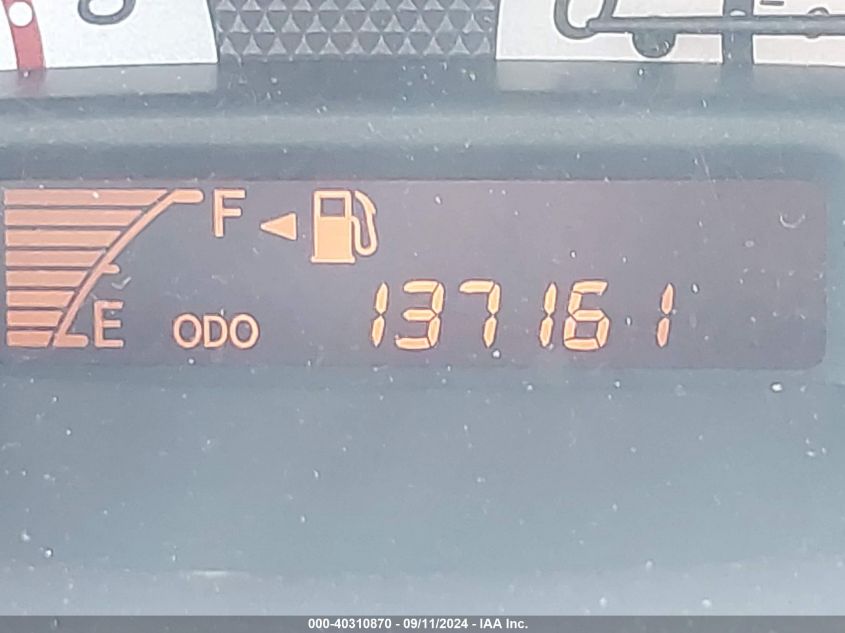 F
E ODO 137161
000-40310870 - 09/11/2024 - IAA Inc.